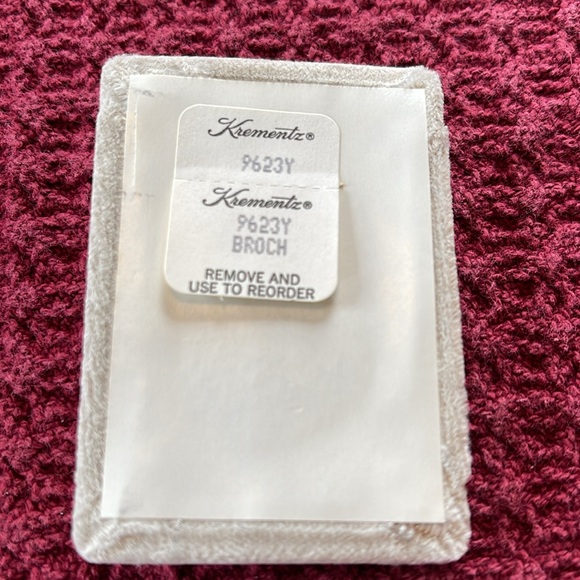 Krementz®
9623Y
Krementz®
9623Y
BROCH
REMOVE AND
USE TO REORDER